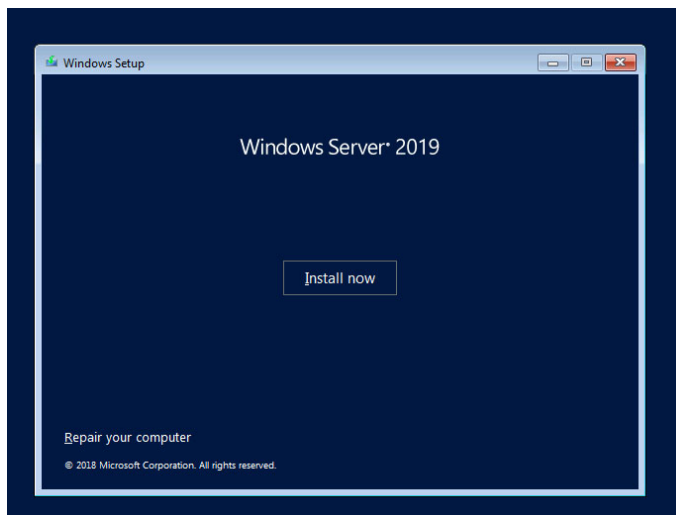 Windows Setup
Windows Server® 2019
Install now
Repair your computer
© 2018 Microsoft Corporation. All rights reserved.